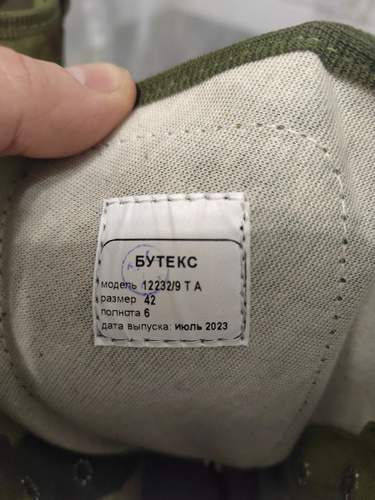 БУТЕКС
модель 12232/9 Т А
размер 42
полнота 6
дата выпуска: июль 2023